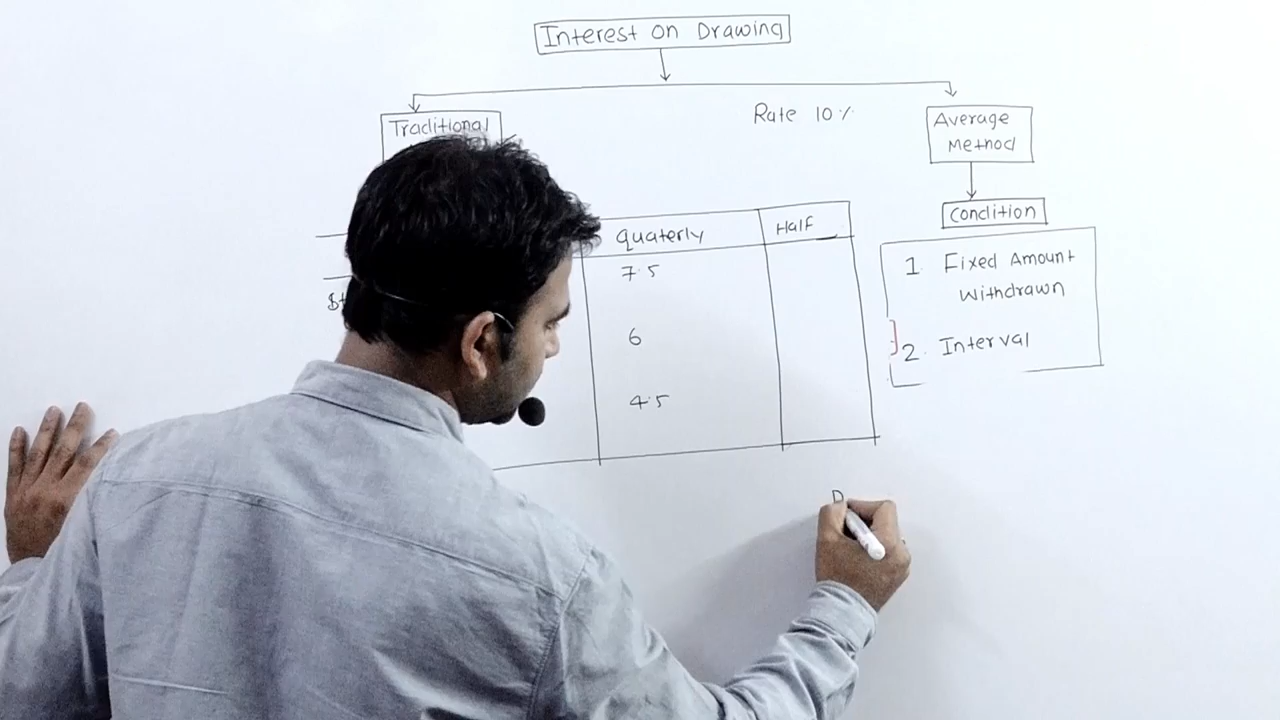 Interest on Drawing
Traditional
Rate 10%
Average
Method
Condition
Quaterly
Half
7.5
6
4.5
1. Fixed Amount
Withdrawn
2. Interval